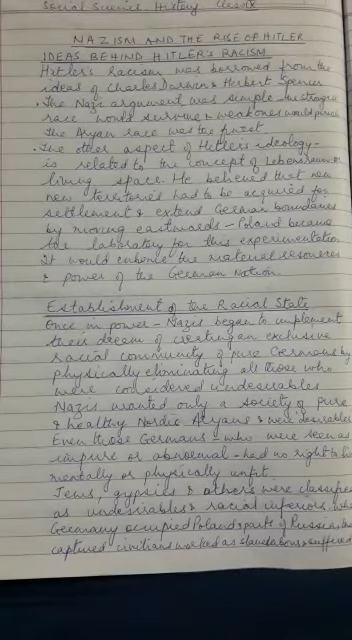 Social Science - History Class IX
NAZISM AND THE RISE OF HITLER
IDEAS BEHIND HITLER'S RACISM
Hitler's Racism was borrowed from the
ideas of Charles Darwin & Herbert Spencer
• The Nazi argument was simple - the strongest
race would survive & weak ones would perish
The Aryan race was the finest.
• The other aspect of Hitler's ideology -
is related to the concept of Lebensraum or
living space. He believed that new
new territories had to be acquired for
settlement & extend German boundaries
by moving eastwards - Poland became
the laboratory for this experimentation
It would enhance the material resources
& power of the German Nation.
Establishment of the Racial State
Once in power - Nazis began to implement
their dream of creating an exclusive
racial community of pure Germans by
physically eliminating all those who
were considered undesirables
Nazis wanted only a society of pure
& healthy Nordic Aryans & were desirables
Even those Germans - who were seen as
impure or abnormal - had no right to
mentally or physically unfit
Jews, gypsies & others were classified
as undesirables & racial inferiors. when
Germany occupied Poland & parts of Russia,
captured civilians worked as slave labour & suffered